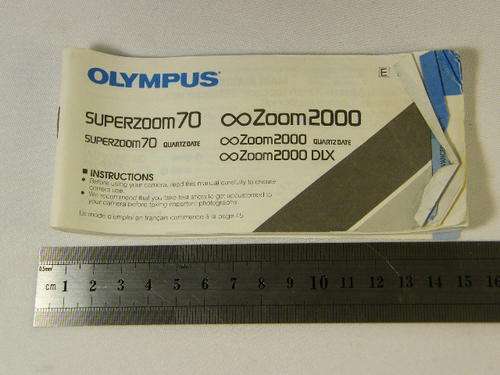 OLYMPUS
E
SUPERZOOM 70 ∞Zoom 2000
SUPERZOOM 70 QUARTZDATE ∞Zoom 2000 QUARTZDATE
∞Zoom 2000 DLX
■ INSTRUCTIONS
● Before using your camera, read this manual carefully to ensure correct use.
● We recommend that you take test shots to get accustomed to
your camera before taking important photographs.
Le mode d'emploi en français commence à la page 75.
0.5mm
cm 1 2 3 4 5 6 7 8 9 10 11 12 13 14 15 16